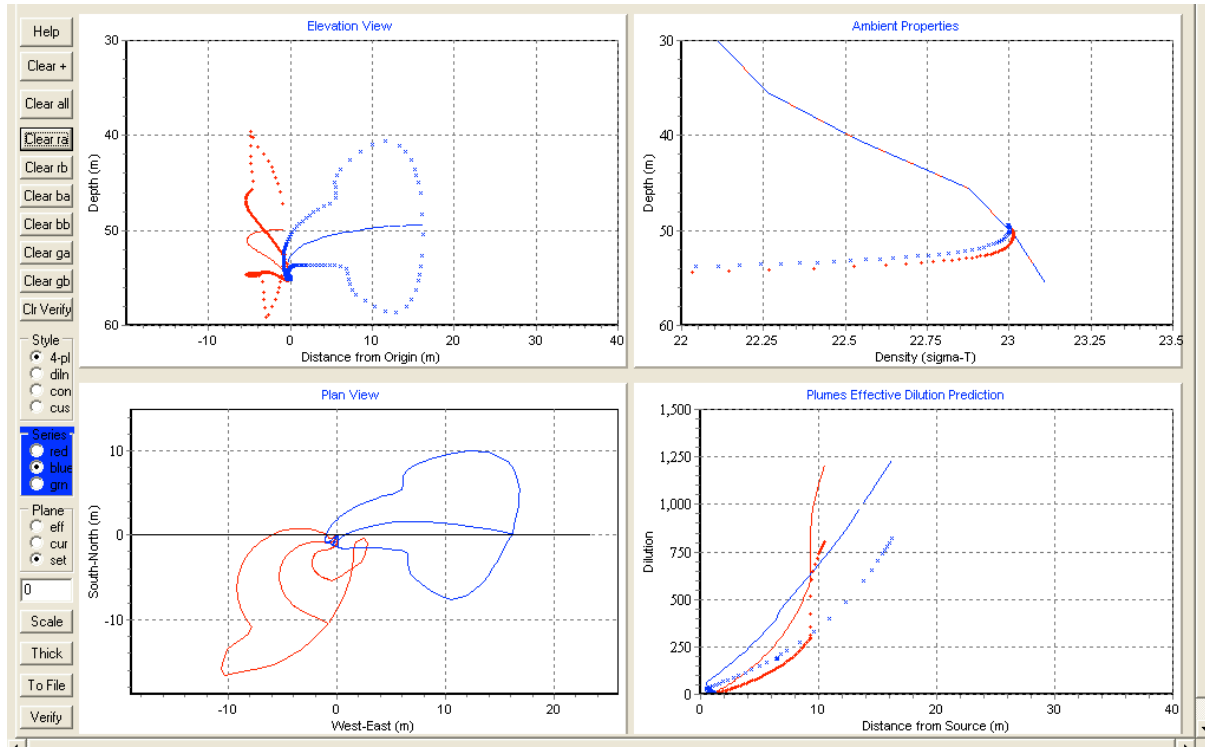 Help
Clear +
Clear all
Clear ra
Clear rb
Clear ba
Clear bb
Clear ga
Clear gb
Clr Verify
Style
4-pl
diln
con
cus
Series
red
blue
grn
Plane
eff
cur
set
0
Scale
Thick
To File
Verify
Elevation View
Depth (m)
30
40
50
60
-10 0 10 20 30 40
Distance from Origin (m)
Ambient Properties
Depth (m)
30
40
50
60
22 22.25 22.5 22.75 23 23.25 23.5
Density (sigma-T)
Plan View
South-North (m)
10
0
-10
-10 0 10 20
West-East (m)
Plumes Effective Dilution Prediction
Dilution
1,500
1,250
1,000
750
500
250
0
0 10 20 30 40
Distance from Source (m)